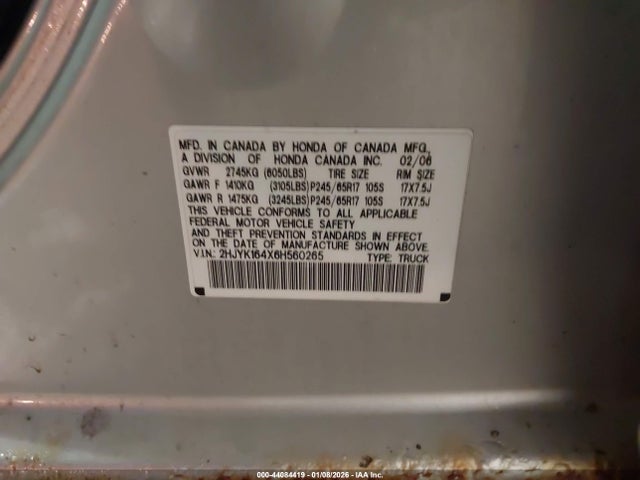 MFD. IN CANADA BY HONDA OF CANADA MFG.,
A DIVISION OF HONDA CANADA INC. 02/06
GVWR 2745KG (6050LBS) TIRE SIZE RIM SIZE
GAWR F 1410KG (3105LBS) P245/65R17 105S 17X7.5J
GAWR R 1475KG (3245LBS) P245/65R17 105S 17X7.5J
THIS VEHICLE CONFORMS TO ALL APPLICABLE
FEDERAL MOTOR VEHICLE SAFETY
AND THEFT PREVENTION STANDARDS IN EFFECT
ON THE DATE OF MANUFACTURE SHOWN ABOVE.
V.I.N.: 2HJYK164X6H560265 TYPE: TRUCK
000-44084419 - 01/08/2026 - IAA Inc. - Copyright